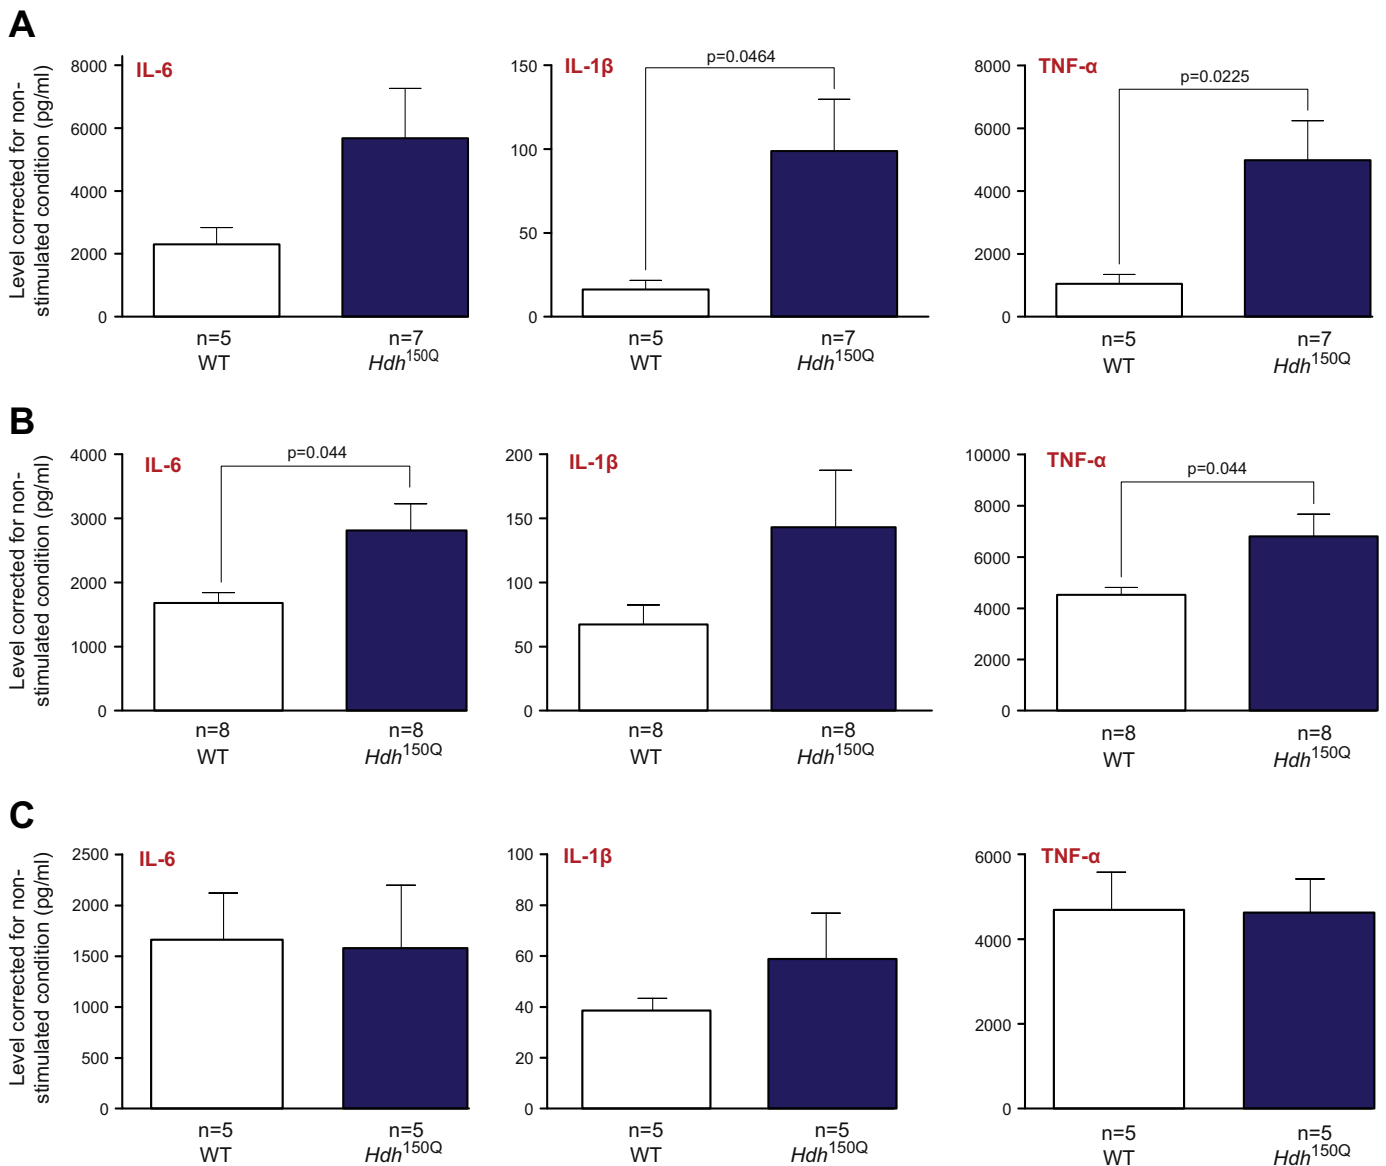 A
Level corrected for non-
stimulated condition (pg/ml)
IL-6
8000
6000
4000
2000
0
n=5
WT
n=7
Hdh150Q
IL-1β
p=0.0464
150
100
50
0
n=5
WT
n=7
Hdh150Q
TNF-α
p=0.0225
8000
6000
4000
2000
0
n=5
WT
n=7
Hdh150Q
B
Level corrected for non-
stimulated condition (pg/ml)
IL-6
p=0.044
4000
3000
2000
1000
0
n=8
WT
n=8
Hdh150Q
IL-1β
200
150
100
50
0
n=8
WT
n=8
Hdh150Q
TNF-α
p=0.044
10000
8000
6000
4000
2000
0
n=8
WT
n=8
Hdh150Q
C
Level corrected for non-
stimulated condition (pg/ml)
IL-6
2500
2000
1500
1000
500
0
n=5
WT
n=5
Hdh150Q
IL-1β
100
80
60
40
20
0
n=5
WT
n=5
Hdh150Q
TNF-α
6000
4000
2000
0
n=5
WT
n=5
Hdh150Q